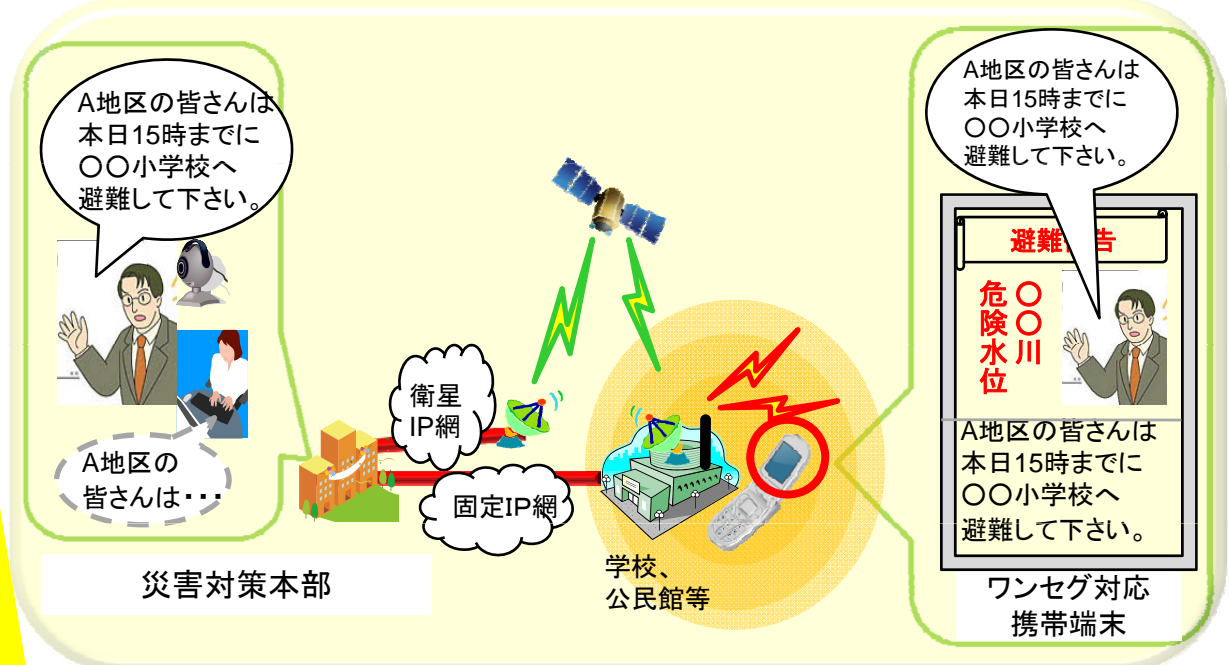 A地区の皆さんは
本日15時までに
〇〇小学校へ
避難して下さい。
A地区の
皆さんは・・・
災害対策本部
衛星
IP網
固定IP網
学校、
公民館等
A地区の皆さんは
本日15時までに
〇〇小学校へ
避難して下さい。
避難 告
〇〇川
危険水位
A地区の皆さんは
本日15時までに
〇〇小学校へ
避難して下さい。
ワンセグ対応
携帯端末